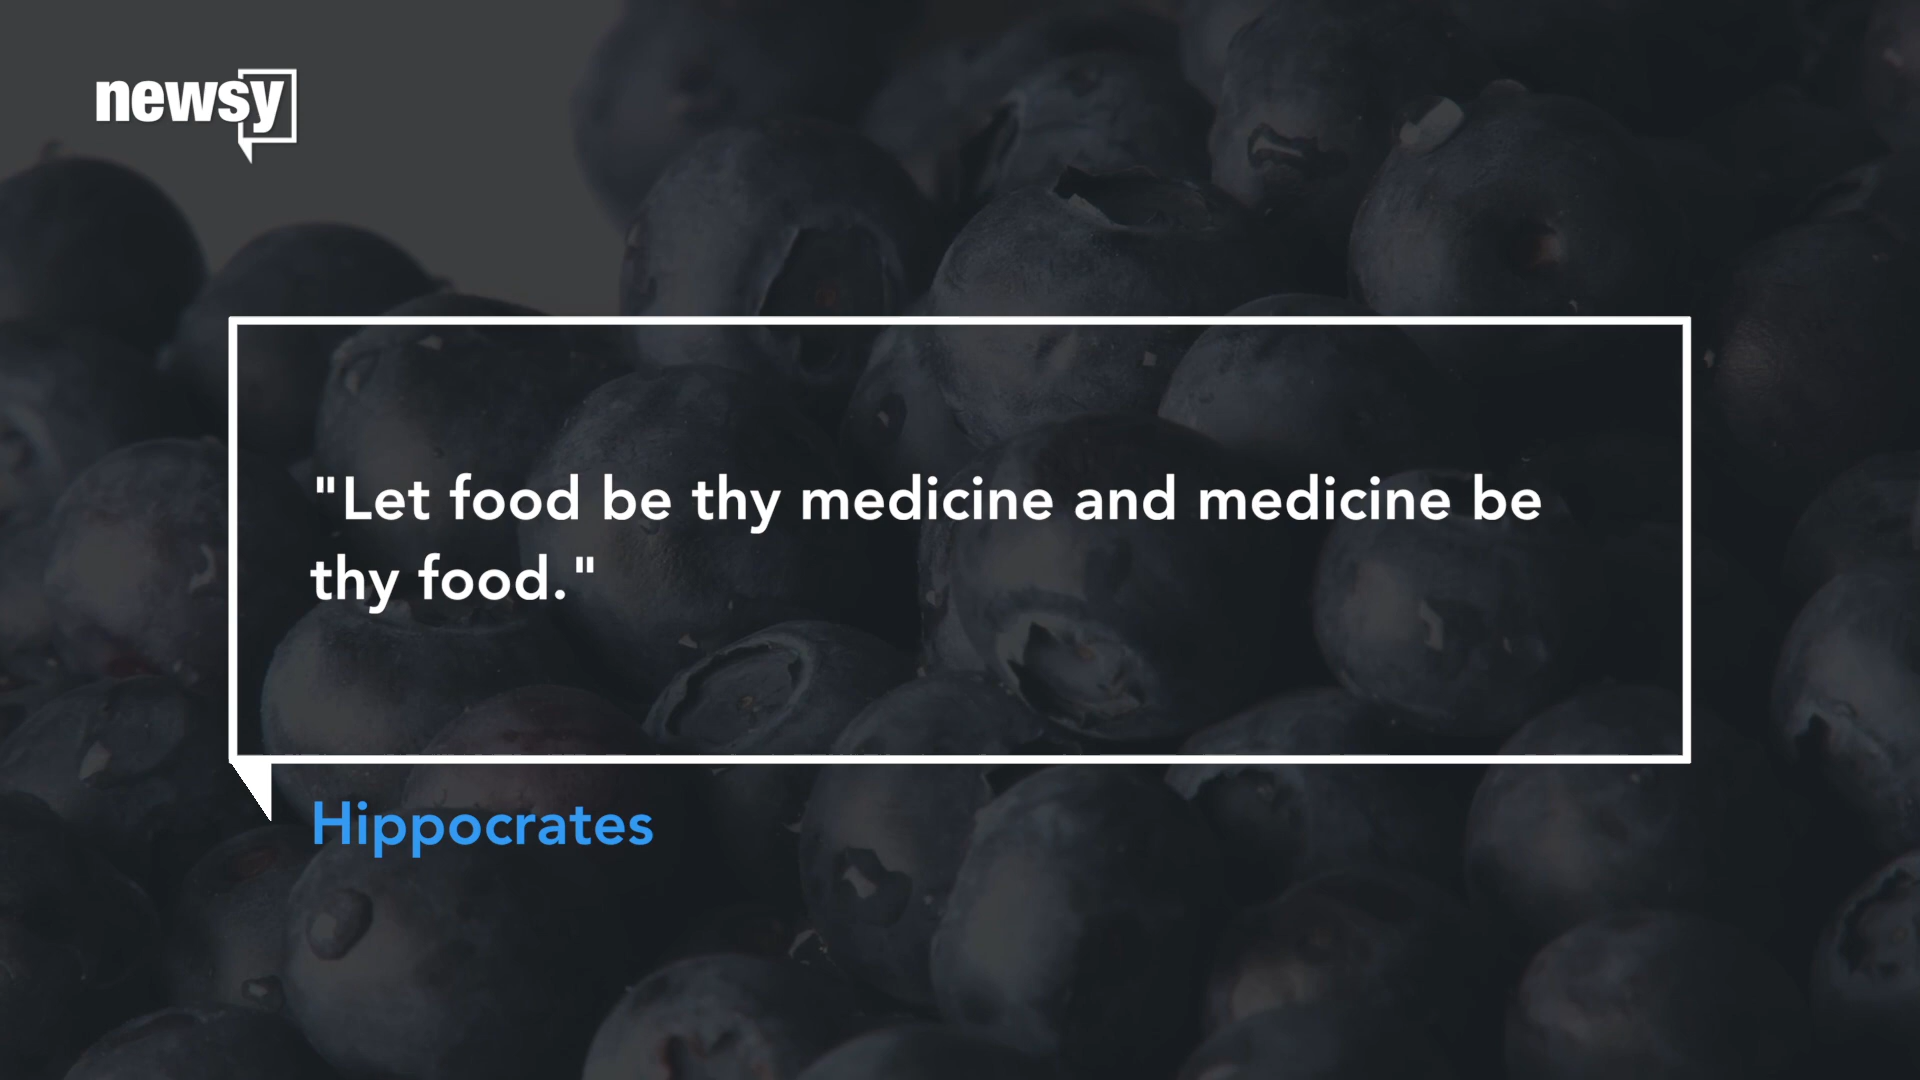 newsy
"Let food be thy medicine and medicine be
thy food."
Hippocrates